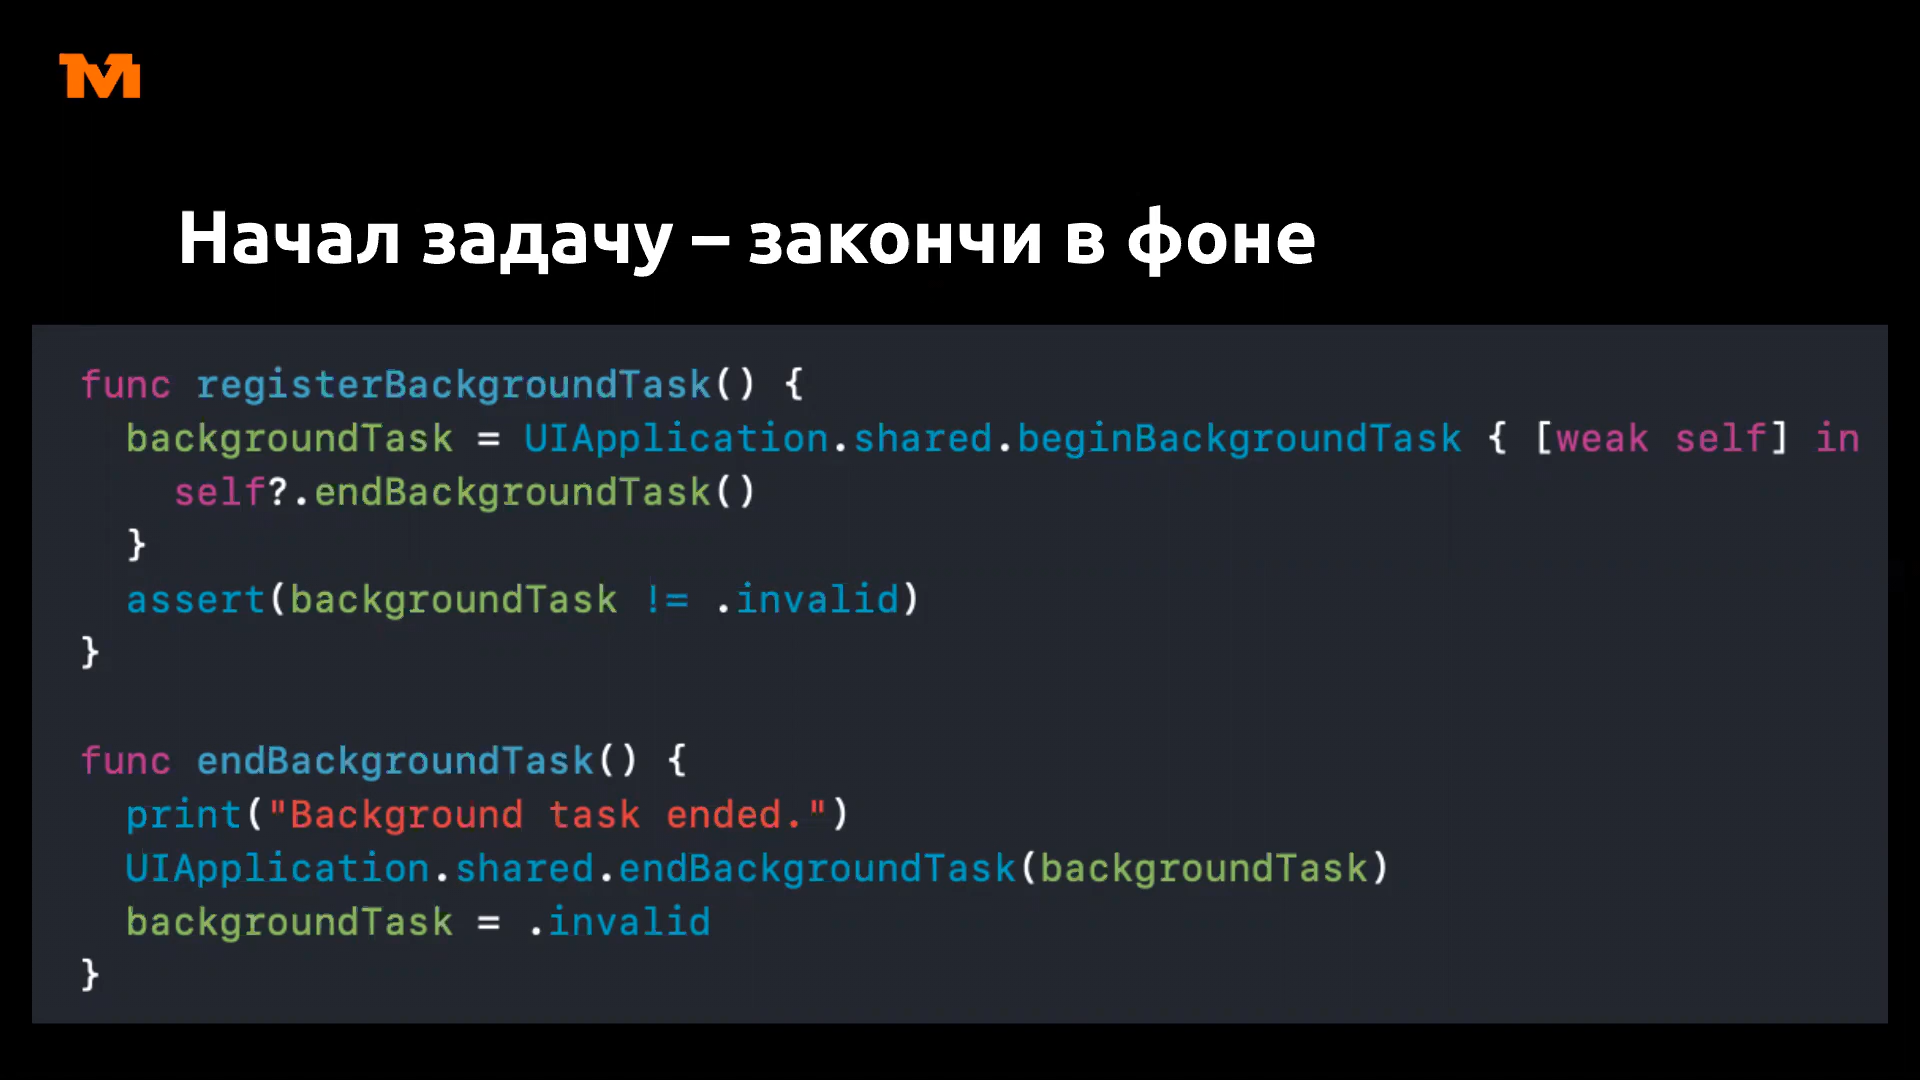 Начал задачу – закончи в фоне
func registerBackgroundTask() {
  backgroundTask = UIApplication.shared.beginBackgroundTask { [weak self] in
    self?.endBackgroundTask()
  }
  assert(backgroundTask != .invalid)
}
func endBackgroundTask() {
  print("Background task ended.")
  UIApplication.shared.endBackgroundTask(backgroundTask)
  backgroundTask = .invalid
}